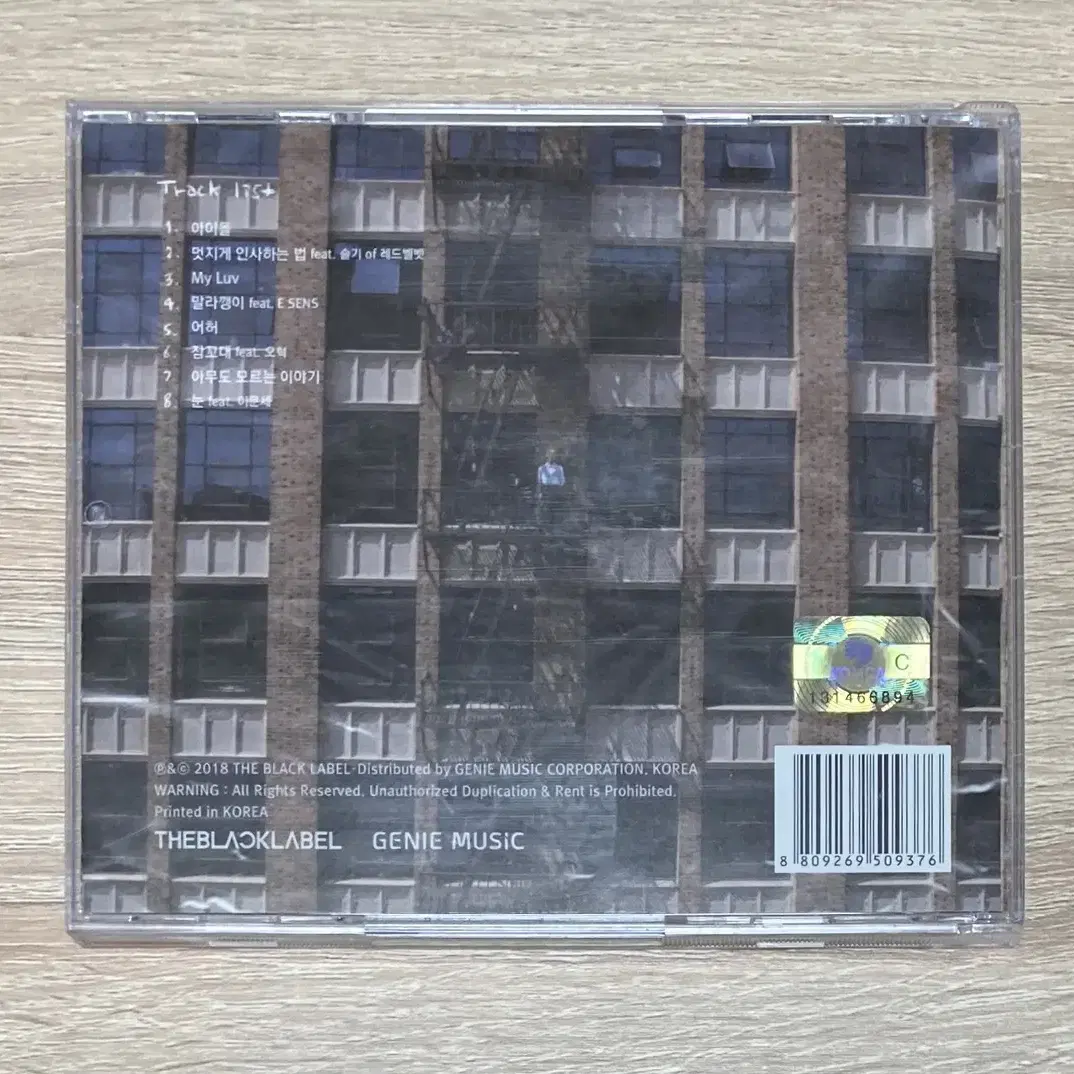 Track list
1. 아이돌
2. 멋지게 인사하는 법 feat. 슬기 of 레드벨벳
3. My Luv
4. 말라깽이 feat. E SENS
5. 어허
6. 잠꼬대 feat. 오혁
7. 아무도 모르는 이야기
8. 눈 feat. 이문세
C
131466894
℗&© 2018 THE BLACK LABEL·Distributed by GENIE MUSIC CORPORATION. KOREA
WARNING : All Rights Reserved. Unauthorized Duplication & Rent is Prohibited.
Printed in KOREA
THEBLACKLABEL GENIE MUSiC
8 809269 509376